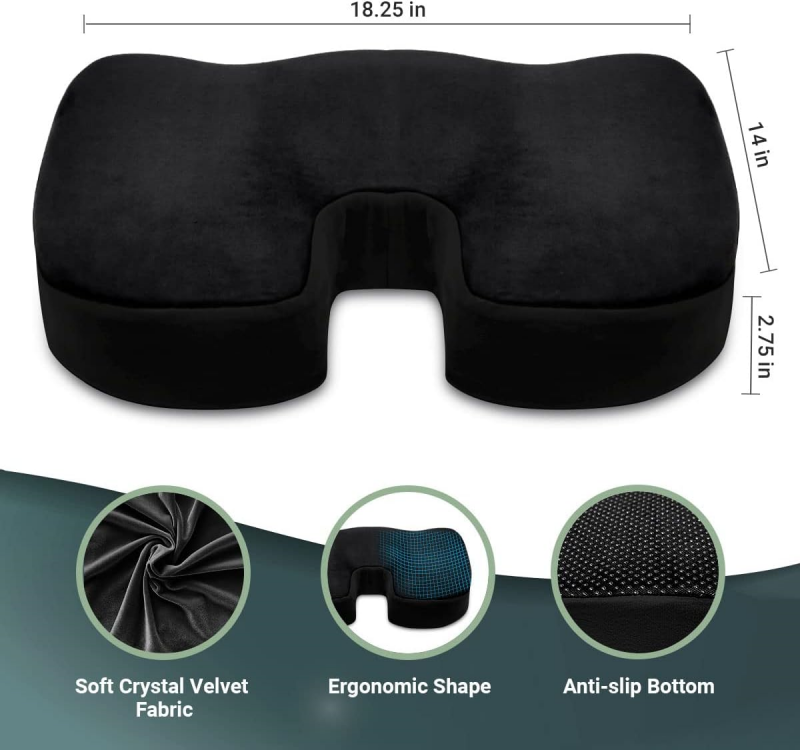 18.25 in
14 in
2.75 in
Soft Crystal Velvet
Fabric
Ergonomic Shape
Anti-slip Bottom